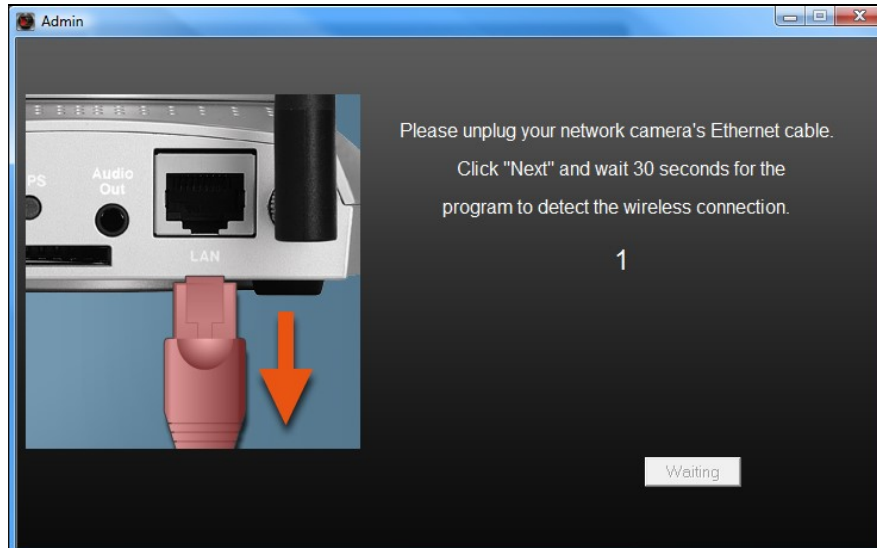 Admin
PS
Audio
Out
LAN
Please unplug your network camera's Ethernet cable.
Click "Next" and wait 30 seconds for the
program to detect the wireless connection.
1
Waiting